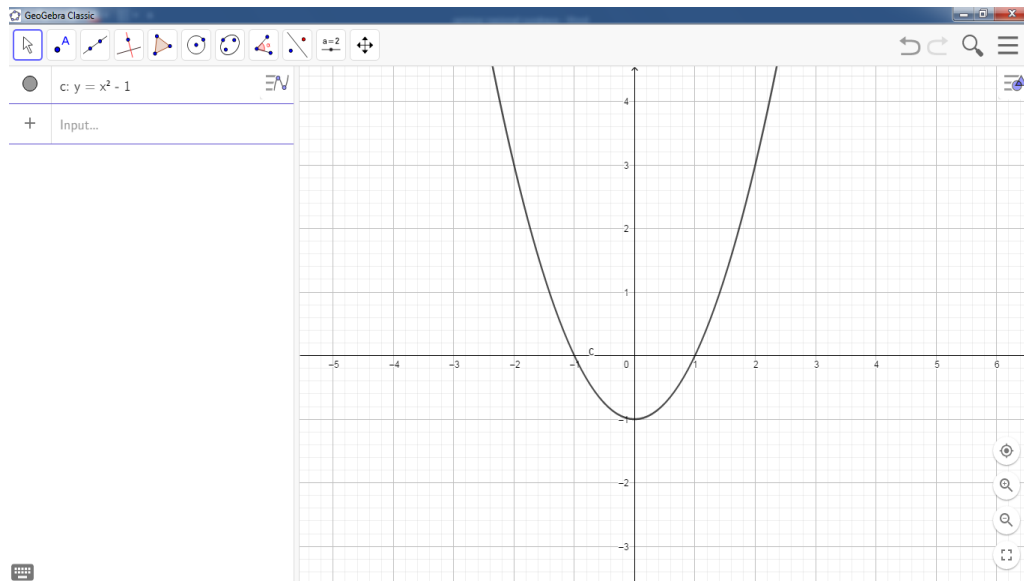 GeoGebra Classic
A
a=2
c: y = x² - 1
+ Input...
4
3
2
1
c
-5 -4 -3 -2 -1 0 1 2 3 4 5 6
-1
-2
-3